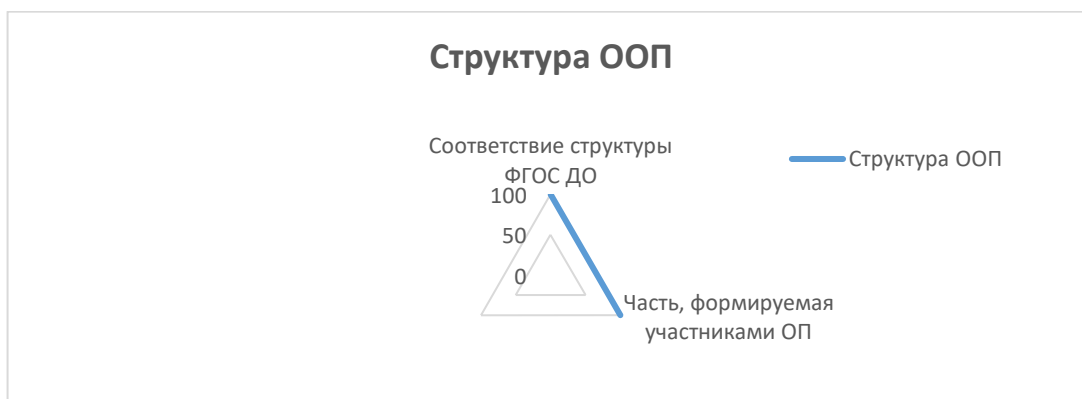 Структура ООП
Соответствие структуры
ФГОС ДО
Структура ООП
100
50
0
Часть, формируемая
участниками ОП